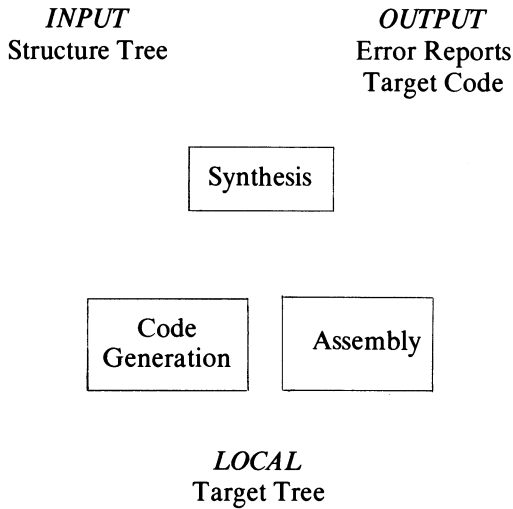 INPUT
Structure Tree
OUTPUT
Error Reports
Target Code
Synthesis
Code
Generation
Assembly
LOCAL
Target Tree